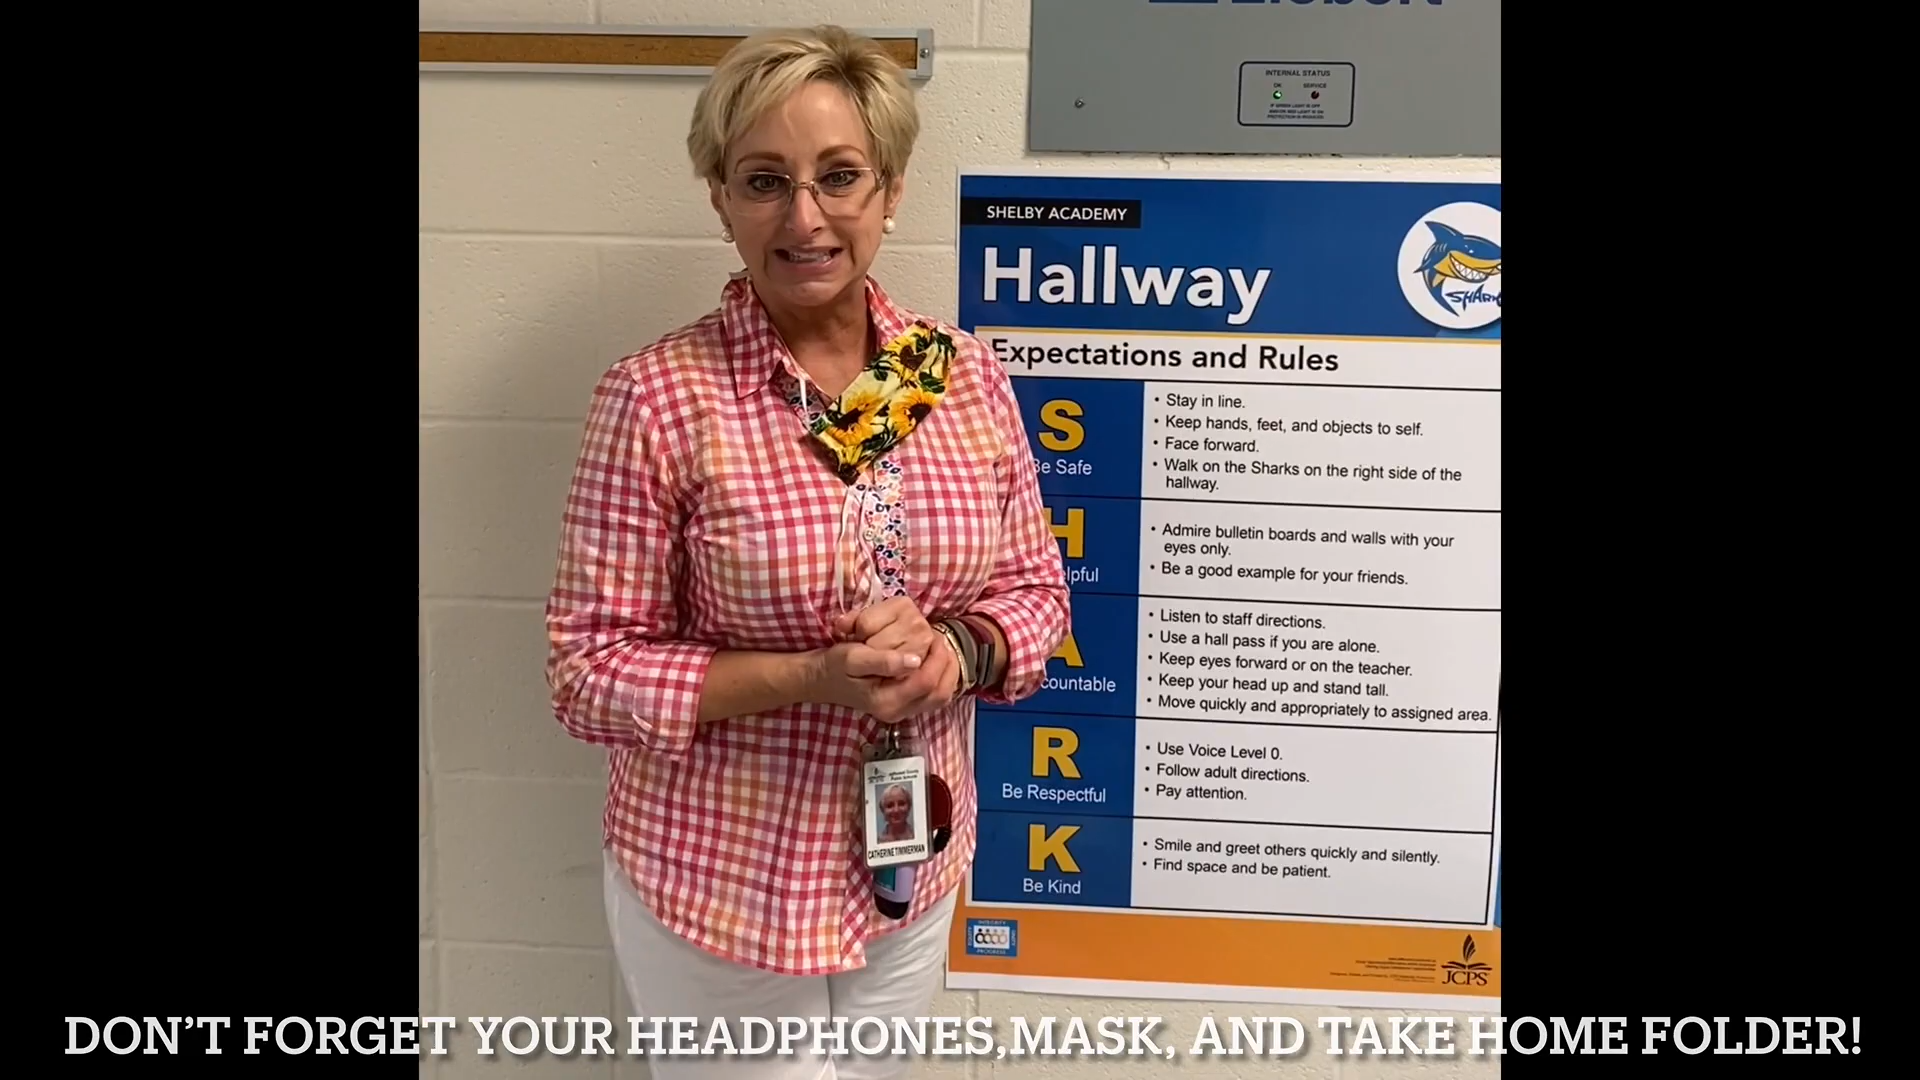 INTERNAL STATUS
OK SERVICE
SHELBY ACADEMY
Hallway
SHARKS
Expectations and Rules
S
Be Safe
• Stay in line.
• Keep hands, feet, and objects to self.
• Face forward.
• Walk on the Sharks on the right side of the
hallway.
H
lpful
• Admire bulletin boards and walls with your
eyes only.
• Be a good example for your friends.
A
countable
• Listen to staff directions.
• Use a hall pass if you are alone.
• Keep eyes forward or on the teacher.
• Keep your head up and stand tall.
• Move quickly and appropriately to assigned area.
R
Be Respectful
• Use Voice Level 0.
• Follow adult directions.
• Pay attention.
K
Be Kind
• Smile and greet others quickly and silently.
• Find space and be patient.
JCPS
CATHERINE TIMMERMAN
DON’T FORGET YOUR HEADPHONES,MASK, AND TAKE HOME FOLDER!